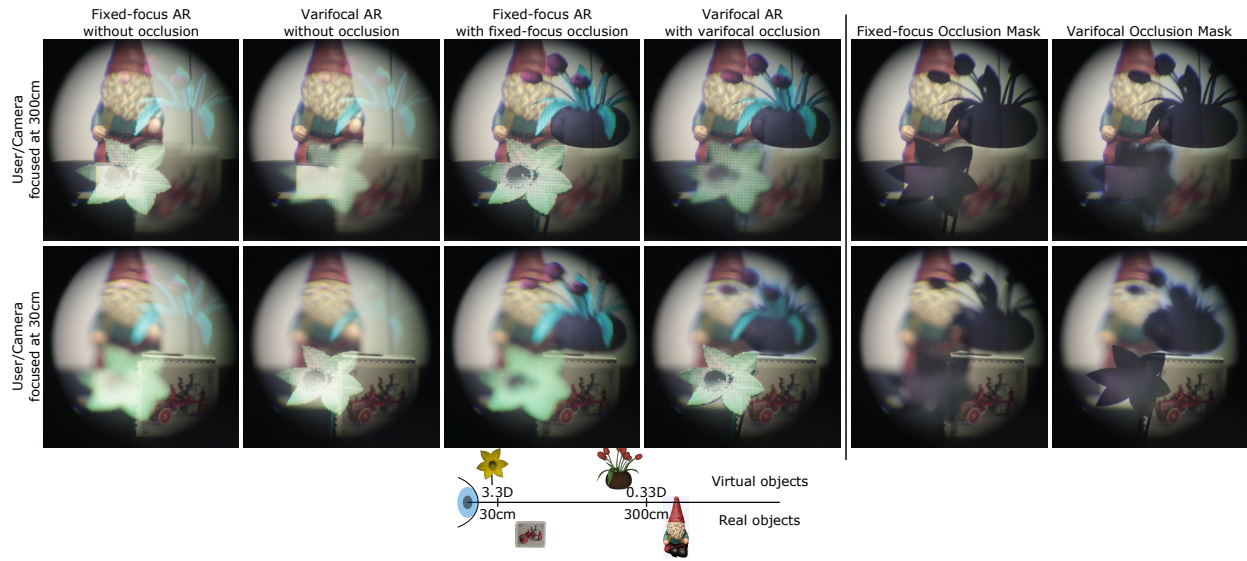 Fixed-focus AR
without occlusion
Varifocal AR
without occlusion
Fixed-focus AR
with fixed-focus occlusion
Varifocal AR
with varifocal occlusion
Fixed-focus Occlusion Mask
Varifocal Occlusion Mask
User/Camera
focused at 300cm
User/Camera
focused at 30cm
3.3D
0.33D
Virtual objects
30cm
300cm
Real objects